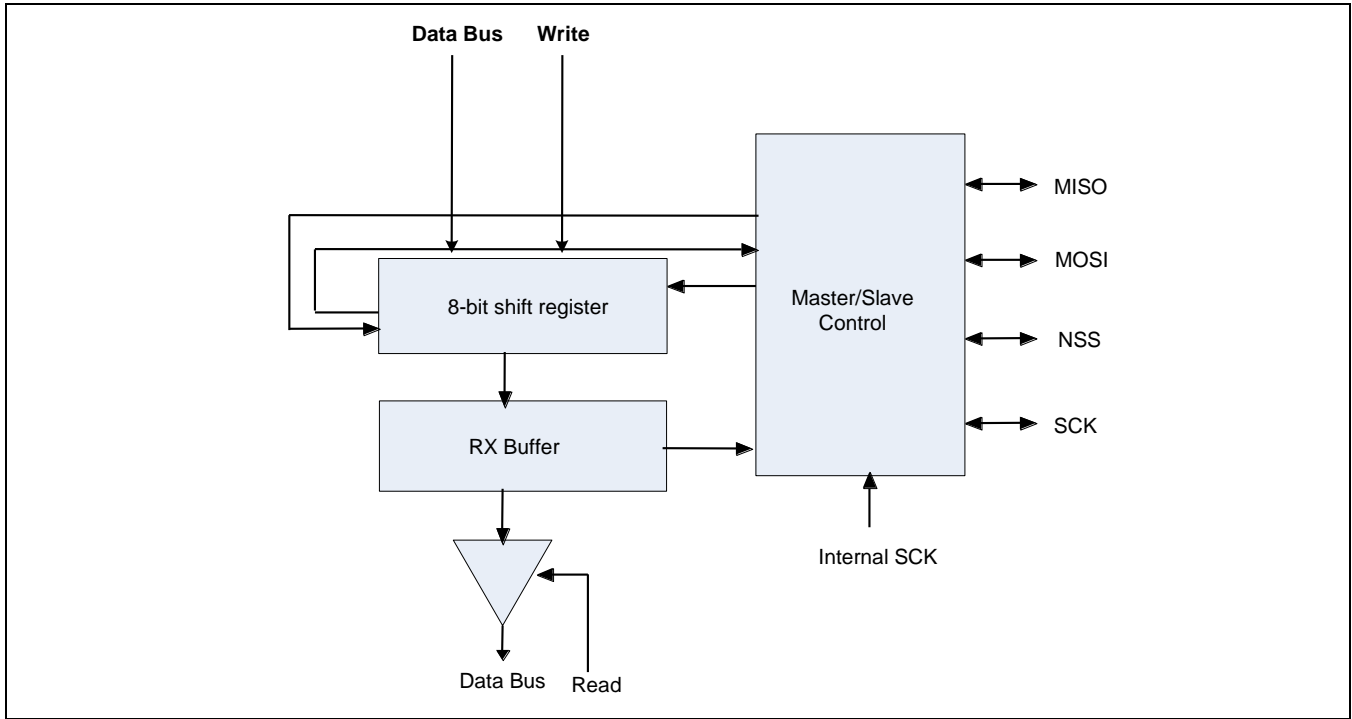 Data Bus
Write
MISO
MOSI
8-bit shift register
Master/Slave
Control
NSS
SCK
RX Buffer
Internal SCK
Data Bus
Read